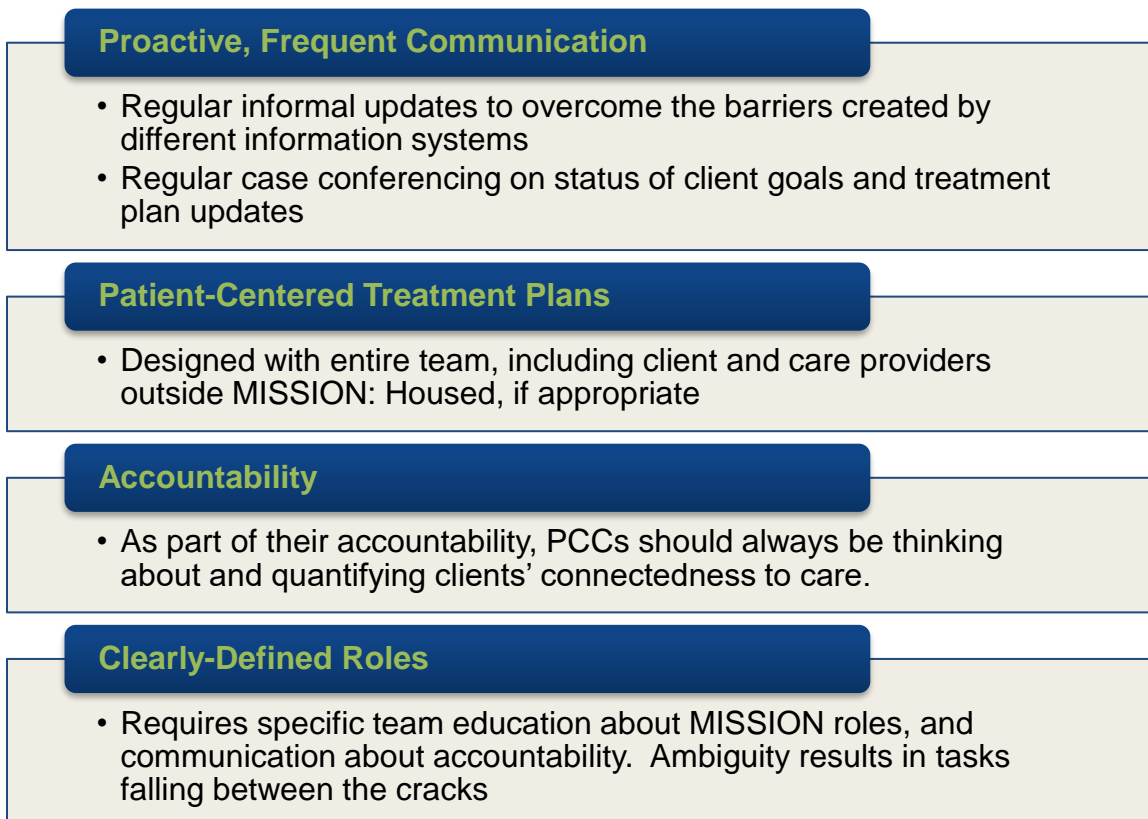 Proactive, Frequent Communication
• Regular informal updates to overcome the barriers created by
different information systems
• Regular case conferencing on status of client goals and treatment
plan updates
Patient-Centered Treatment Plans
• Designed with entire team, including client and care providers
outside MISSION: Housed, if appropriate
Accountability
• As part of their accountability, PCCs should always be thinking
about and quantifying clients’ connectedness to care.
Clearly-Defined Roles
• Requires specific team education about MISSION roles, and
communication about accountability.  Ambiguity results in tasks
falling between the cracks